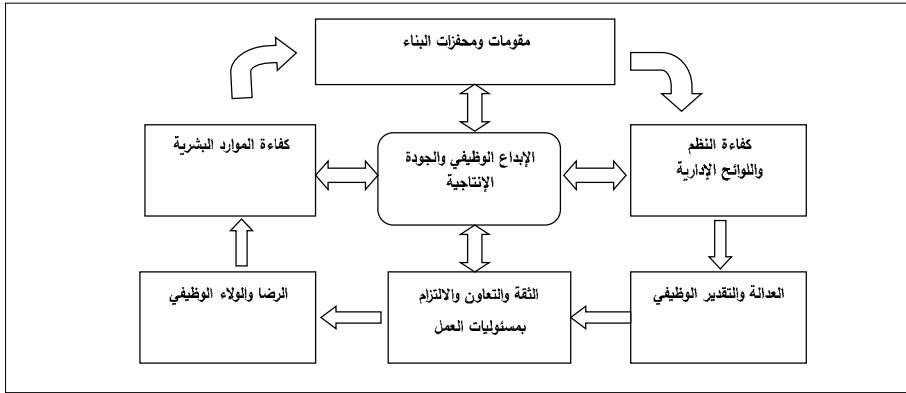 مقومات ومحفزات البناء
كفاءة النظم
واللوائح الإدارية
الإبداع الوظيفي والجودة
الإنتاجية
كفاءة الموارد البشرية
العدالة والتقدير الوظيفي
الثقة والتعاون والالتزام
بمسئوليات العمل
الرضا والولاء الوظيفي